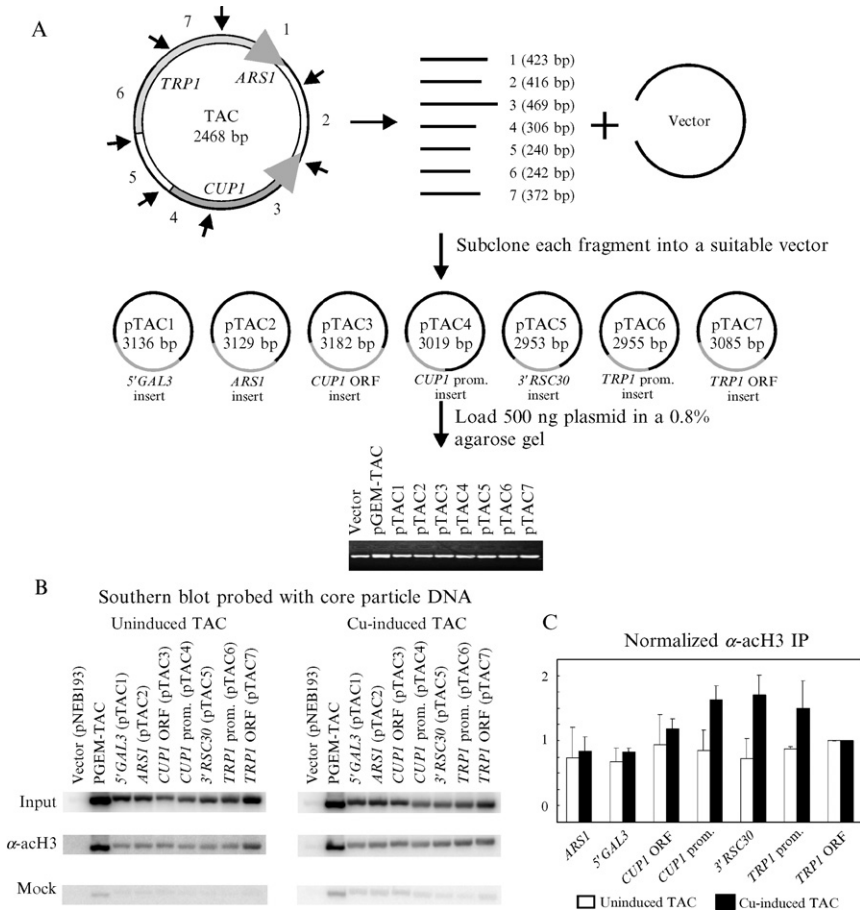 A
7
1
TRP1
ARS1
6
TAC
2468 bp
2
5
CUP1
4
3
1 (423 bp)
2 (416 bp)
3 (469 bp)
4 (306 bp)
5 (240 bp)
6 (242 bp)
7 (372 bp)
+
Vector
Subclone each fragment into a suitable vector
pTAC1
3136 bp
5'GAL3
insert
pTAC2
3129 bp
ARS1
insert
pTAC3
3182 bp
CUP1 ORF
insert
pTAC4
3019 bp
CUP1 prom.
insert
pTAC5
2953 bp
3'RSC30
insert
pTAC6
2955 bp
TRP1 prom.
insert
pTAC7
3085 bp
TRP1 ORF
insert
Load 500 ng plasmid in a 0.8%
agarose gel
Vector
pGEM-TAC
pTAC1
pTAC2
pTAC3
pTAC4
pTAC5
pTAC6
pTAC7
B
Southern blot probed with core particle DNA
Uninduced TAC
Vector (pNEB193)
PGEM-TAC
5'GAL3 (pTAC1)
ARS1 (pTAC2)
CUP1 ORF (pTAC3)
CUP1 prom. (pTAC4)
3'RSC30 (pTAC5)
TRP1 prom. (pTAC6)
TRP1 ORF (pTAC7)
Cu-induced TAC
Vector (pNEB193)
PGEM-TAC
5'GAL3 (pTAC1)
ARS1 (pTAC2)
CUP1 ORF (pTAC3)
CUP1 prom. (pTAC4)
3'RSC30 (pTAC5)
TRP1 prom. (pTAC6)
TRP1 ORF (pTAC7)
Input
α-acH3
Mock
C
Normalized α-acH3 IP
2
1
0
ARS1
5'GAL3
CUP1 ORF
CUP1 prom.
3'RSC30
TRP1 prom.
TRP1 ORF
Uninduced TAC
Cu-induced TAC